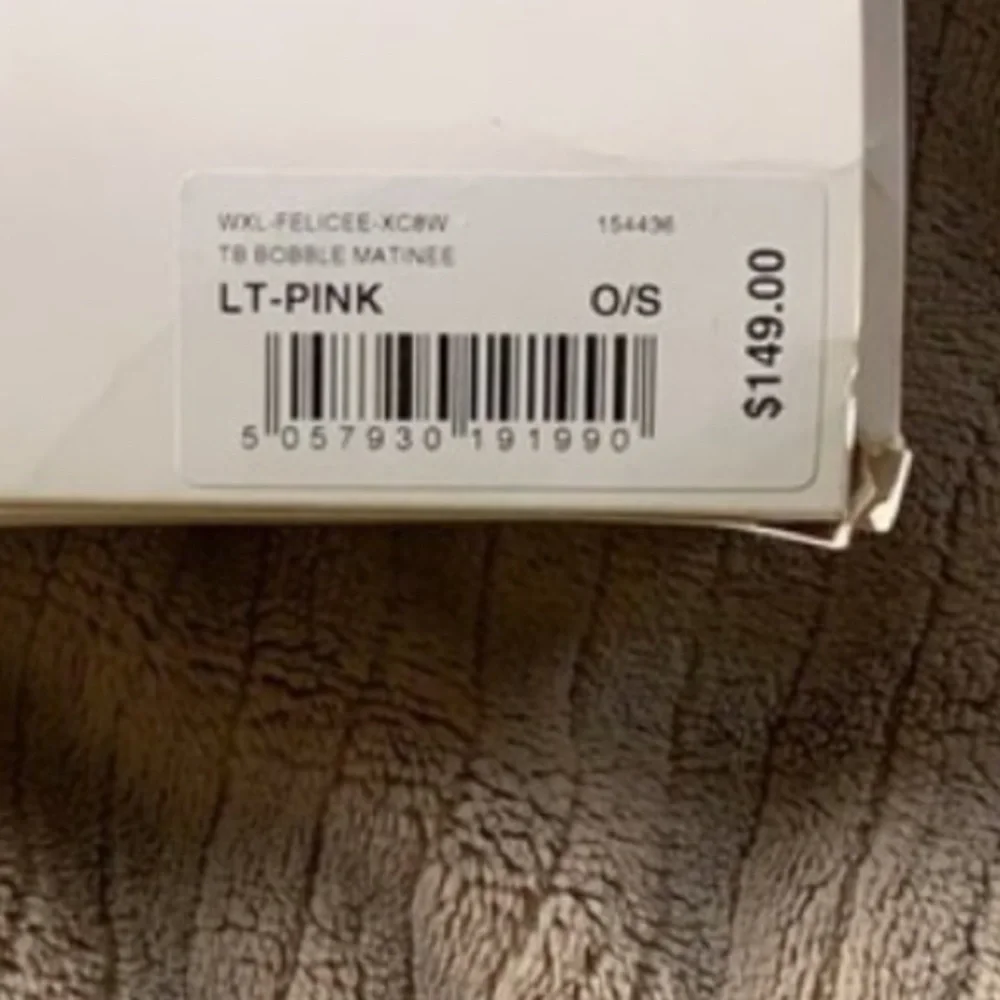 WXL-FELICEE-XC8W 154436
TB BOBBLE MATINEE
LT-PINK O/S
5 057930 191990
$149.00